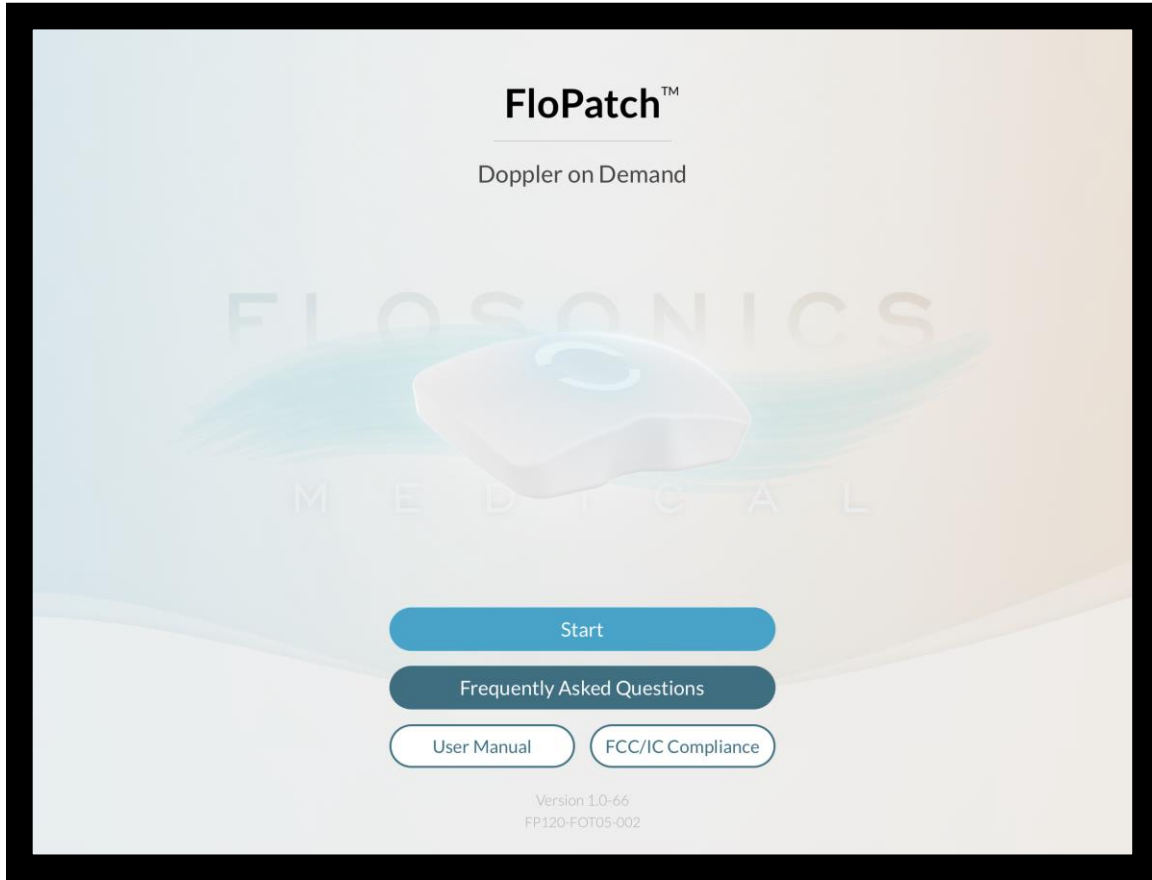 FloPatch™
Doppler on Demand
FLOSONICS
MEDICAL
Start
Frequently Asked Questions
User Manual
FCC/IC Compliance
Version 1.0-66
FP120-FOT05-002